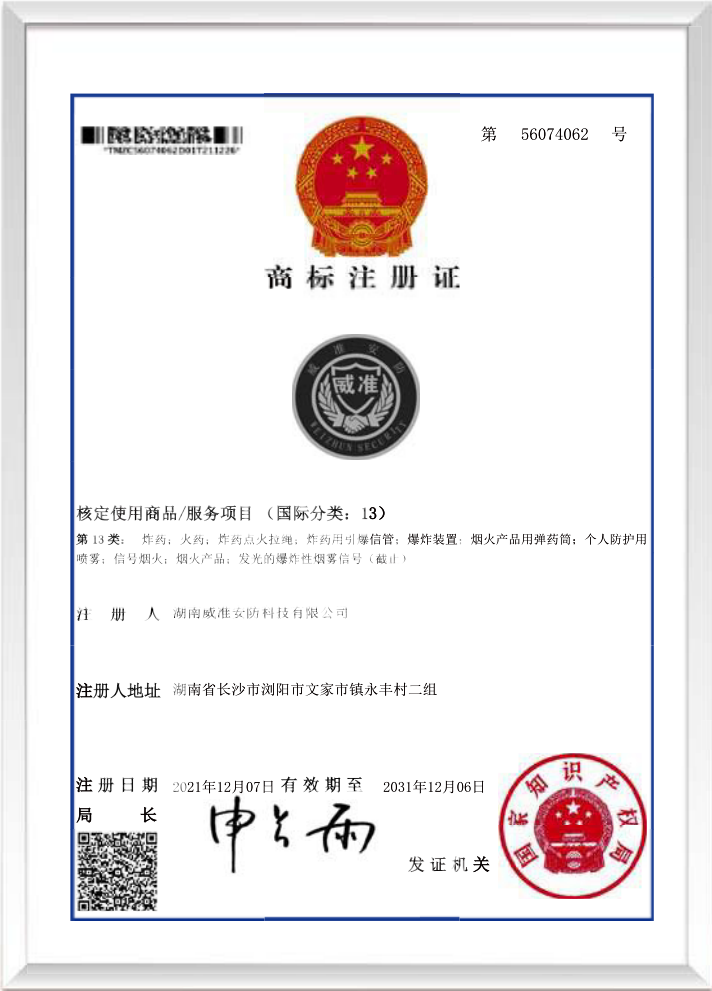 第 56074062 号
*TMZC56074062D01T211226*
商标注册证
威准安防
威准
WEIZHUN SECURITY
核定使用商品/服务项目（国际分类：13）
第13类： 炸药；火药；炸药点火拉绳；炸药用引爆信管；爆炸装置；烟火产品用弹药筒；个人防护用
喷雾；信号烟火；烟火产品；发光的爆炸性烟雾信号（截止）
注册人 湖南威准安防科技有限公司
注册人地址 湖南省长沙市浏阳市文家市镇永丰村二组
注册日期 2021年12月07日 有效期至 2031年12月06日
局长 申长雨
发证机关
国家知识产权局